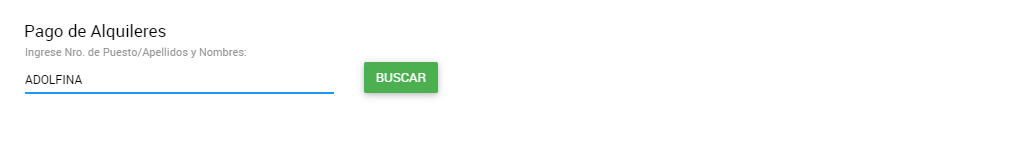 Pago de Alquileres
Ingrese Nro. de Puesto/Apellidos y Nombres:
ADOLFINA
BUSCAR